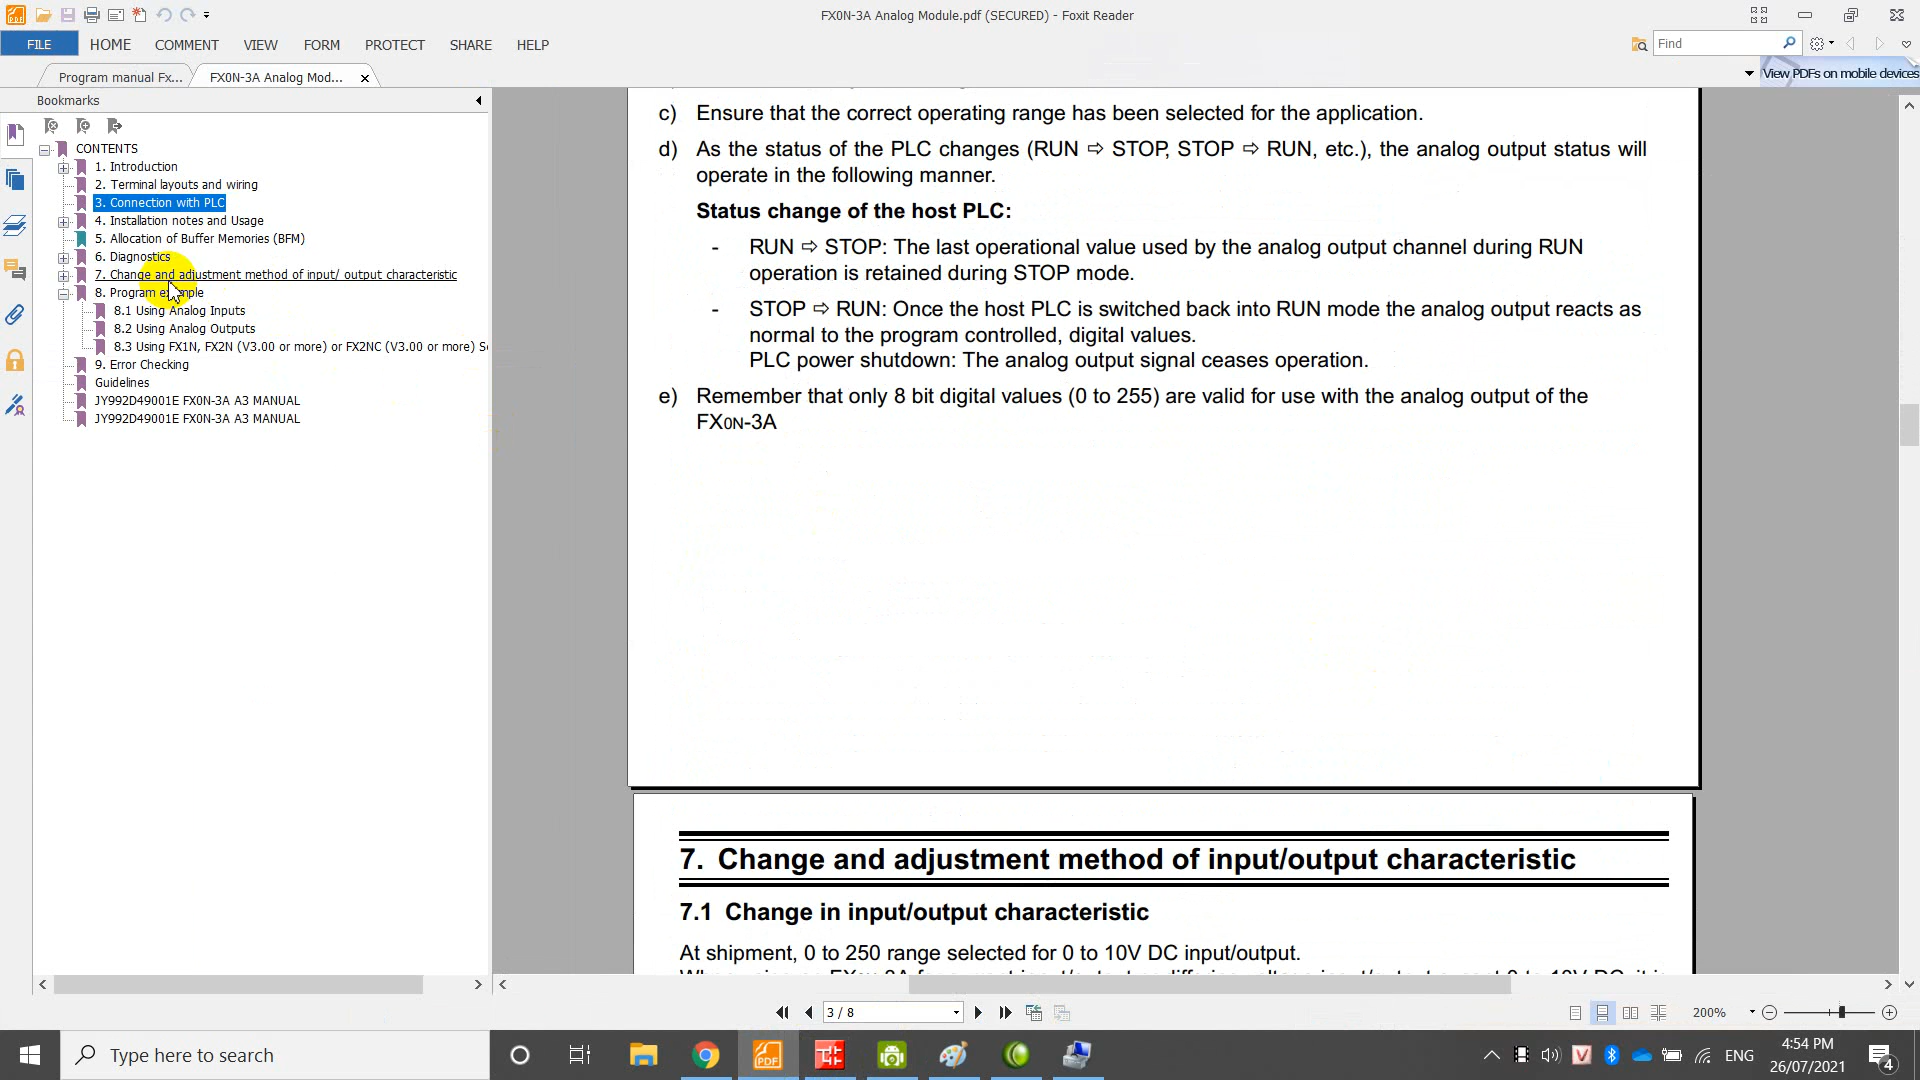 FX0N-3A Analog Module.pdf (SECURED) - Foxit Reader
FILE HOME COMMENT VIEW FORM PROTECT SHARE HELP
Find
Program manual Fx... FX0N-3A Analog Mod...
View PDFs on mobile devices
Bookmarks
CONTENTS
1. Introduction
2. Terminal layouts and wiring
3. Connection with PLC
4. Installation notes and Usage
5. Allocation of Buffer Memories (BFM)
6. Diagnostics
7. Change and adjustment method of input/ output characteristic
8. Program example
8.1 Using Analog Inputs
8.2 Using Analog Outputs
8.3 Using FX1N, FX2N (V3.00 or more) or FX2NC (V3.00 or more) S
9. Error Checking
Guidelines
JY992D49001E FX0N-3A A3 MANUAL
JY992D49001E FX0N-3A A3 MANUAL
c) Ensure that the correct operating range has been selected for the application.
d) As the status of the PLC changes (RUN ⇨ STOP, STOP ⇨ RUN, etc.), the analog output status will
operate in the following manner.
Status change of the host PLC:
- RUN ⇨ STOP: The last operational value used by the analog output channel during RUN
operation is retained during STOP mode.
- STOP ⇨ RUN: Once the host PLC is switched back into RUN mode the analog output reacts as
normal to the program controlled, digital values.
PLC power shutdown: The analog output signal ceases operation.
e) Remember that only 8 bit digital values (0 to 255) are valid for use with the analog output of the
FX0N-3A
7. Change and adjustment method of input/output characteristic
7.1 Change in input/output characteristic
At shipment, 0 to 250 range selected for 0 to 10V DC input/output.
3 / 8
200%
Type here to search
PDF
ENG
4:54 PM
26/07/2021
4